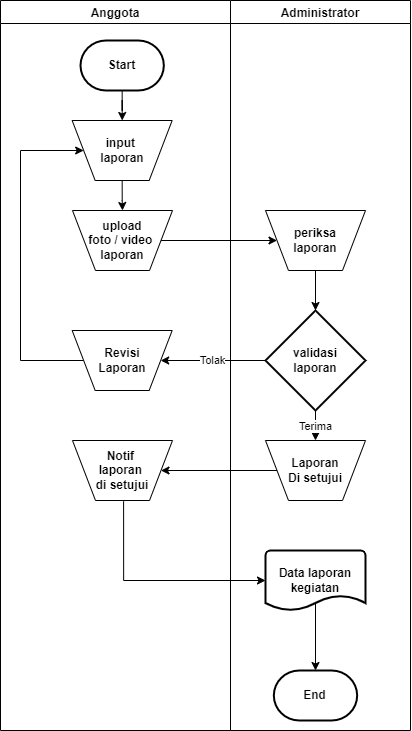 Anggota
Administrator
Start
input
laporan
upload
foto / video
laporan
periksa
laporan
validasi
laporan
Tolak
Revisi
Laporan
Terima
Laporan
Di setujui
Notif
laporan
di setujui
Data laporan
kegiatan
End